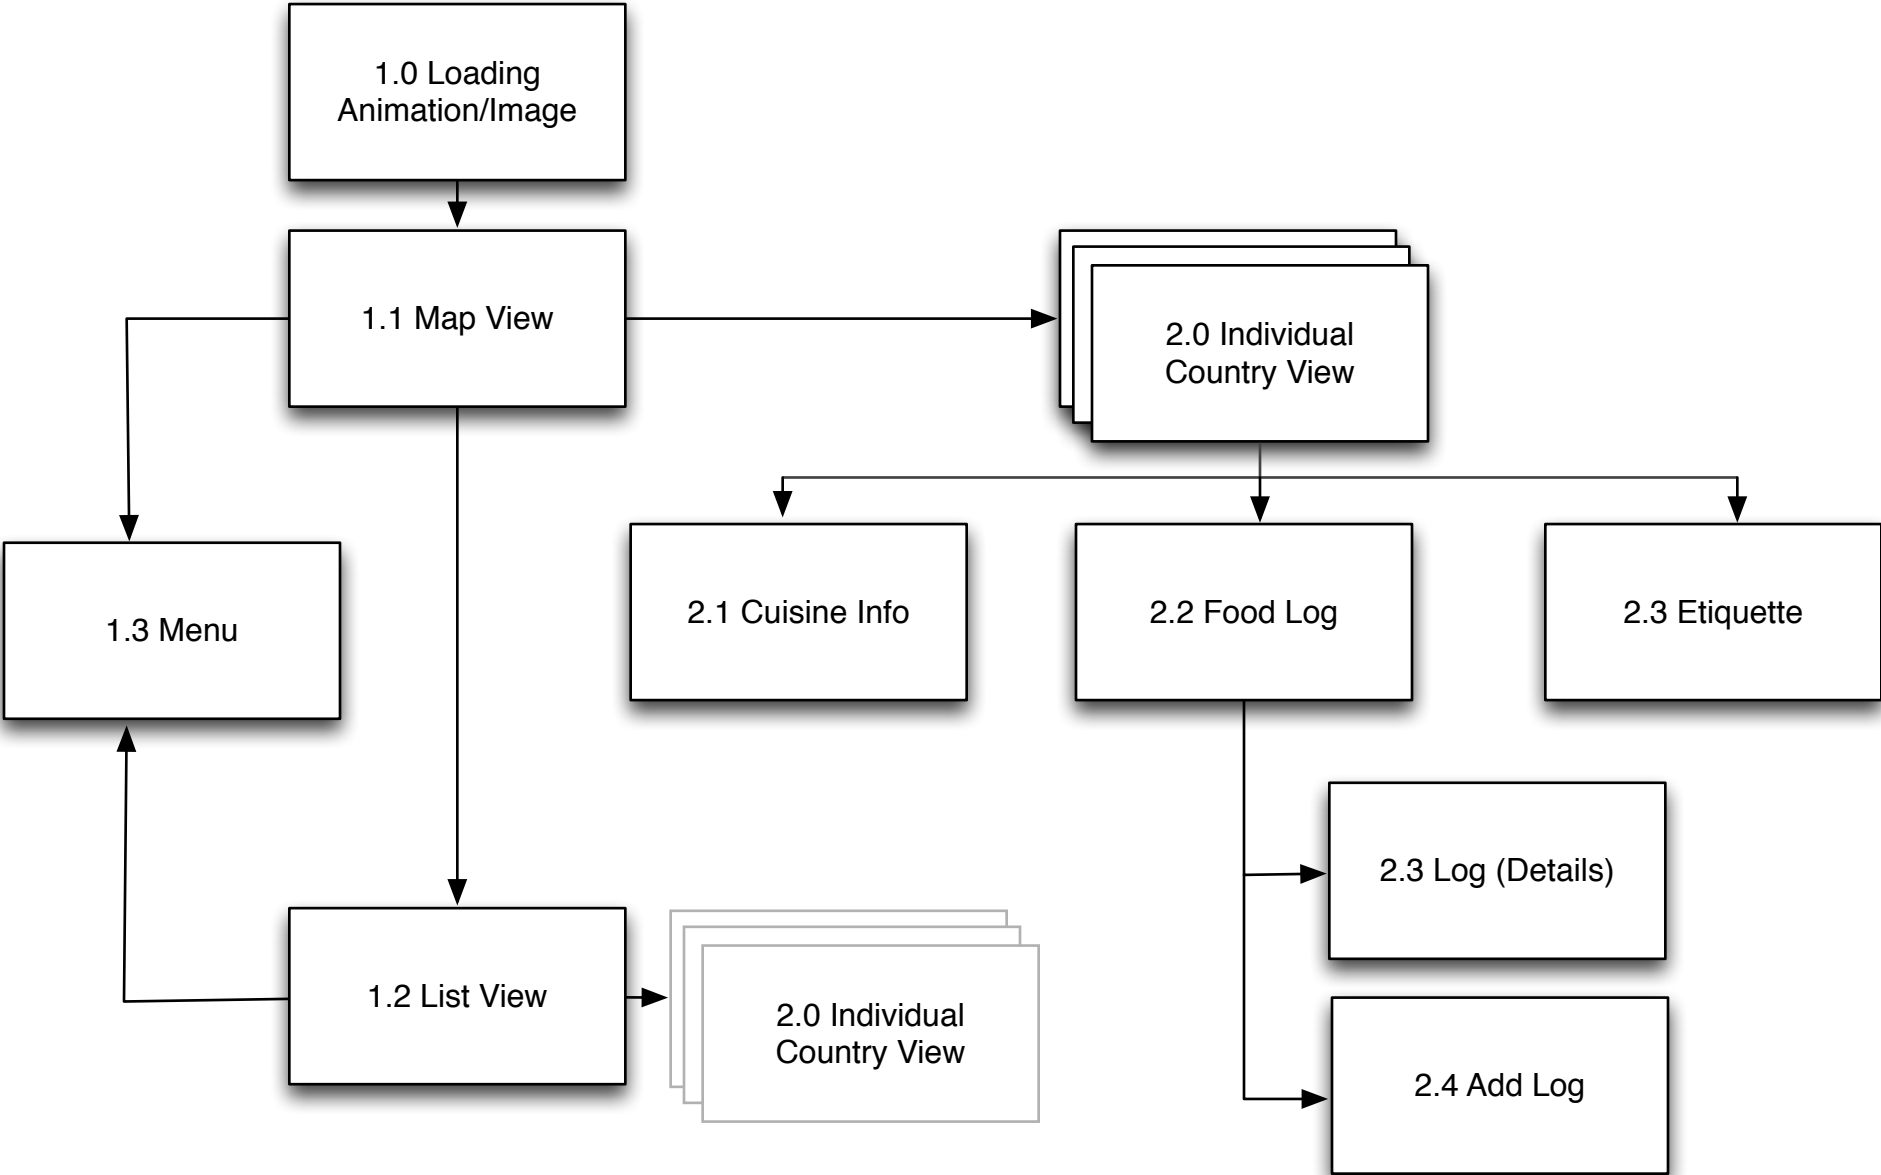 1.0 Loading
Animation/Image
1.1 Map View
2.0 Individual
Country View
1.3 Menu
2.1 Cuisine Info
2.2 Food Log
2.3 Etiquette
2.3 Log (Details)
1.2 List View
2.0 Individual
Country View
2.4 Add Log